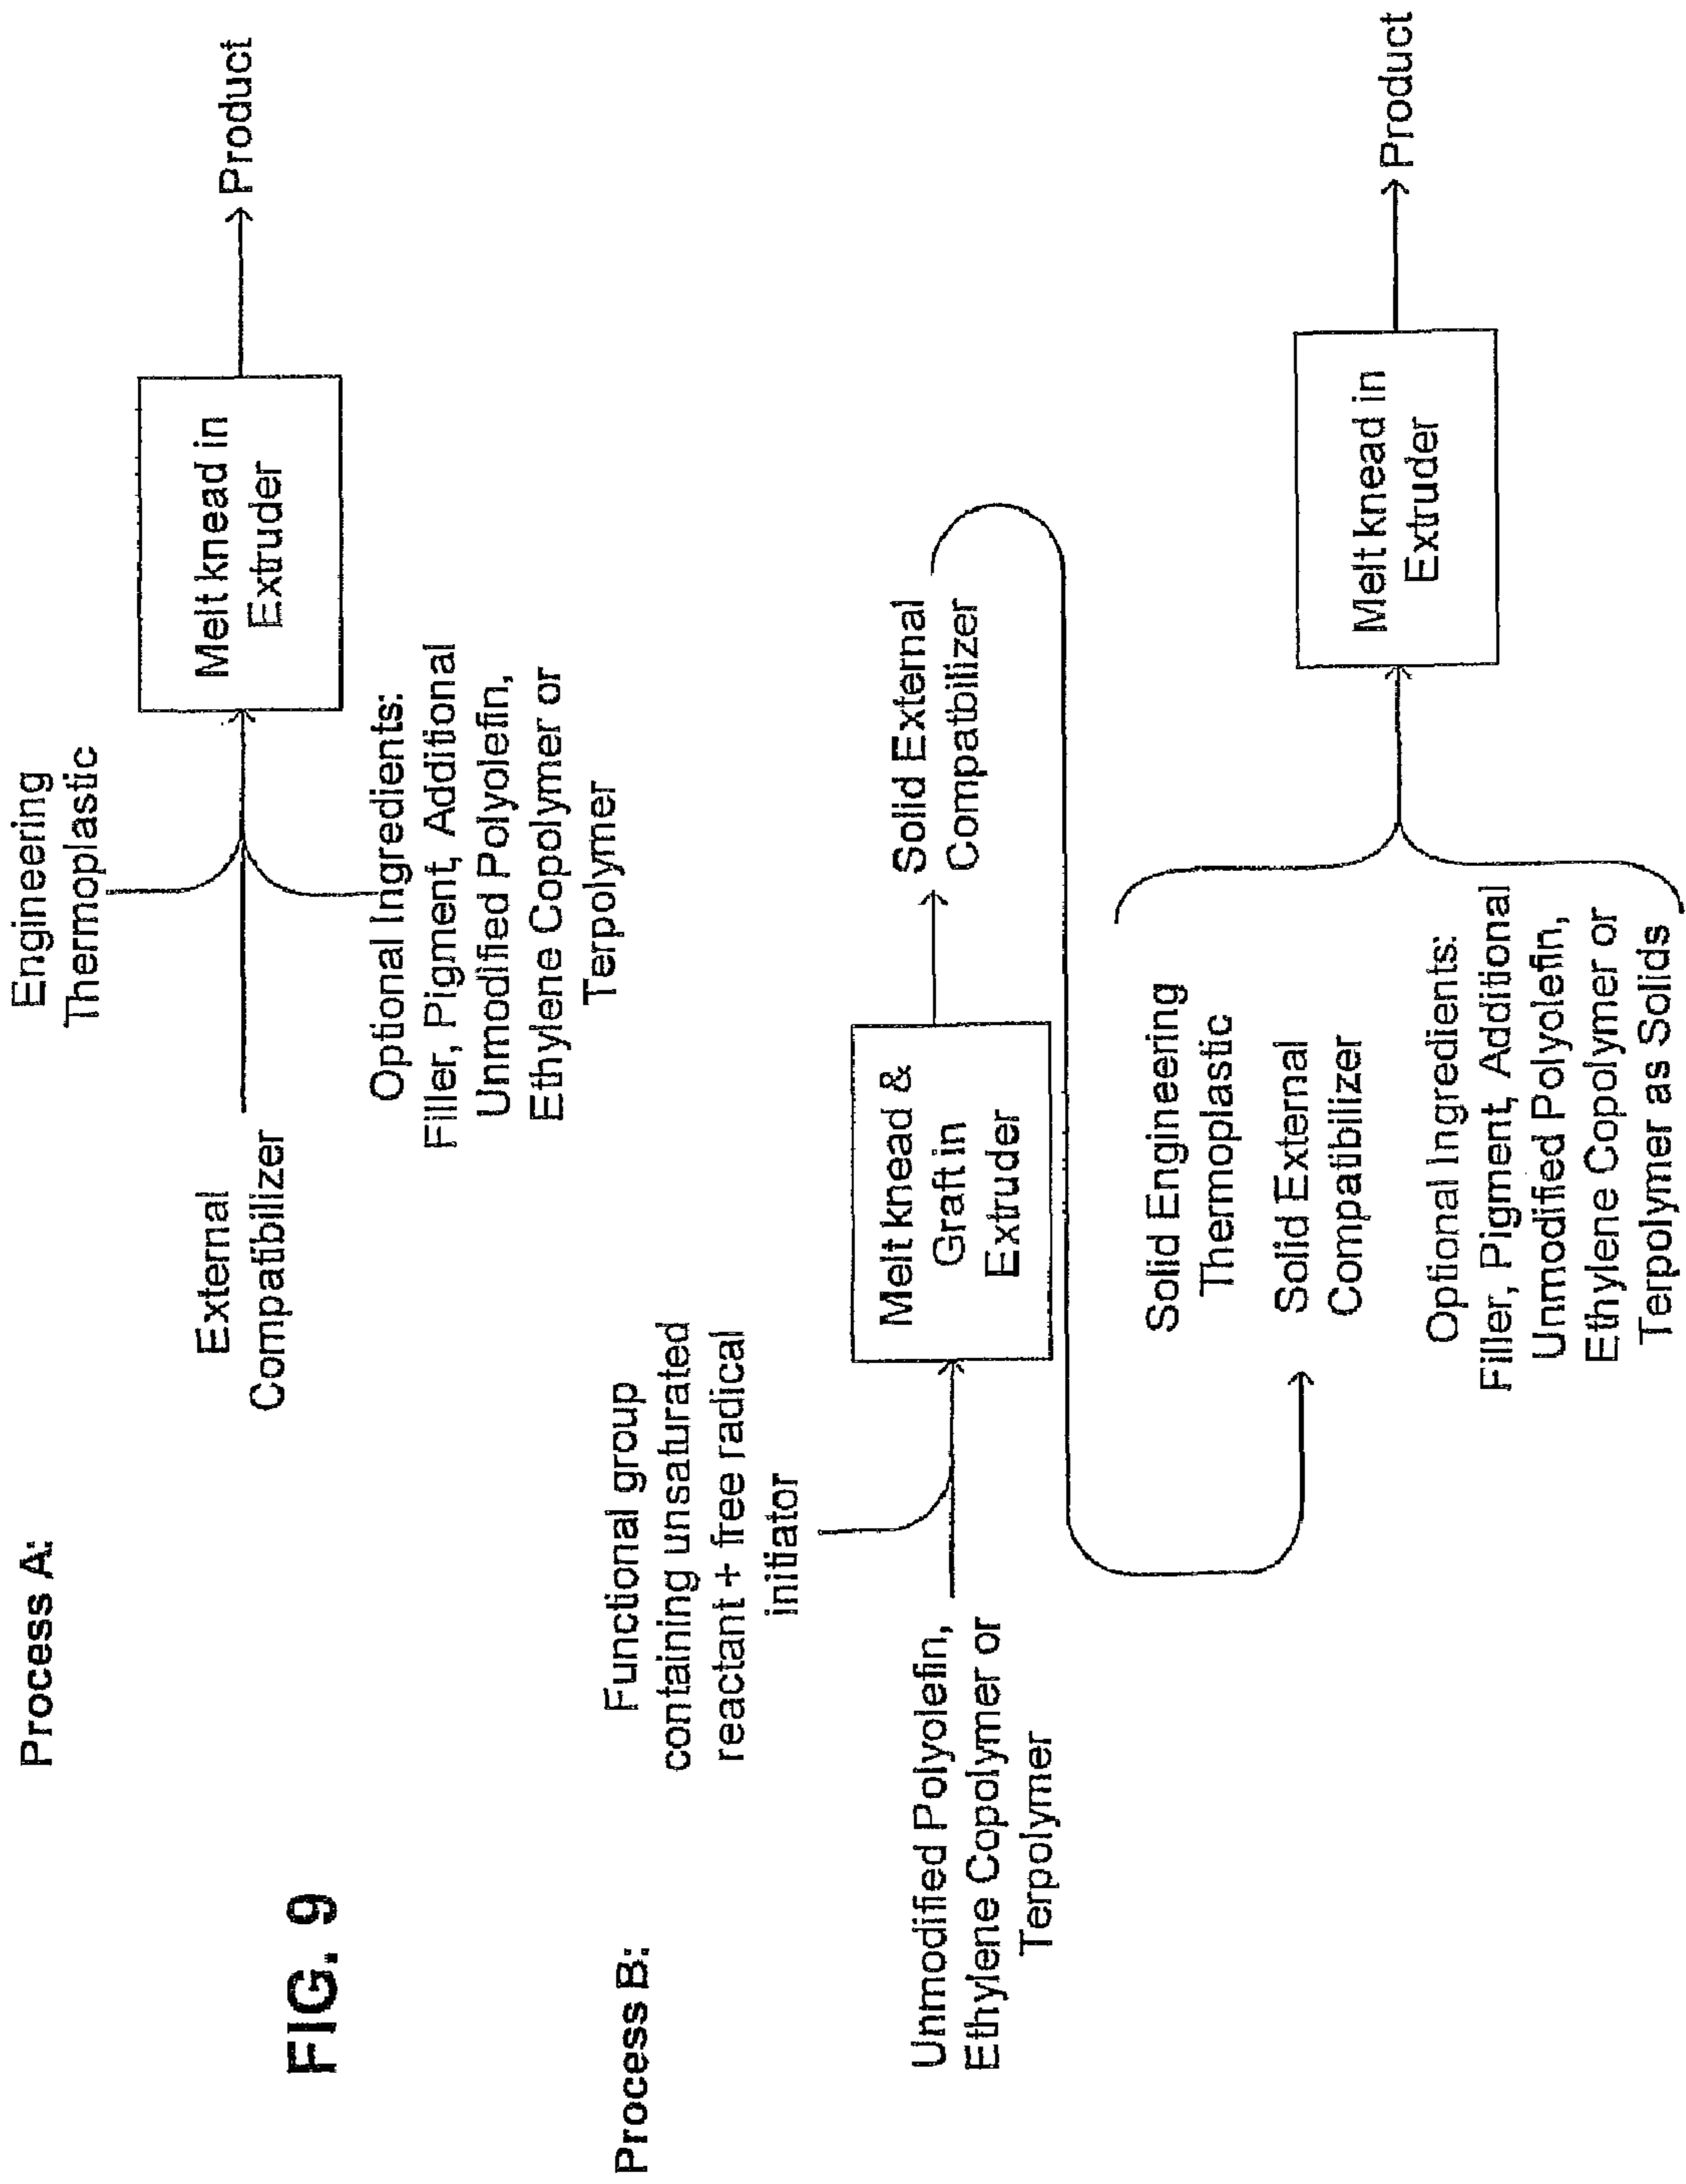 FIG. 9
Process A:
Engineering
Thermoplastic
External
Compatibilizer
Optional Ingredients:
Filler, Pigment, Additional
Unmodified Polyolefin,
Ethylene Copolymer or
Terpolymer
Melt knead in
Extruder
Product
Process B:
Functional group
containing unsaturated
reactant + free radical
initiator
Unmodified Polyolefin,
Ethylene Copolymer or
Terpolymer
Melt knead &
Graft in
Extruder
Solid External
Compatbilizer
Solid Engineering
Thermoplastic
Solid External
Compatibilizer
Optional Ingredients:
Filler, Pigment, Additional
Unmodified Polyolefin,
Ethylene Copolymer or
Terpolymer as Solids
Melt knead in
Extruder
Product